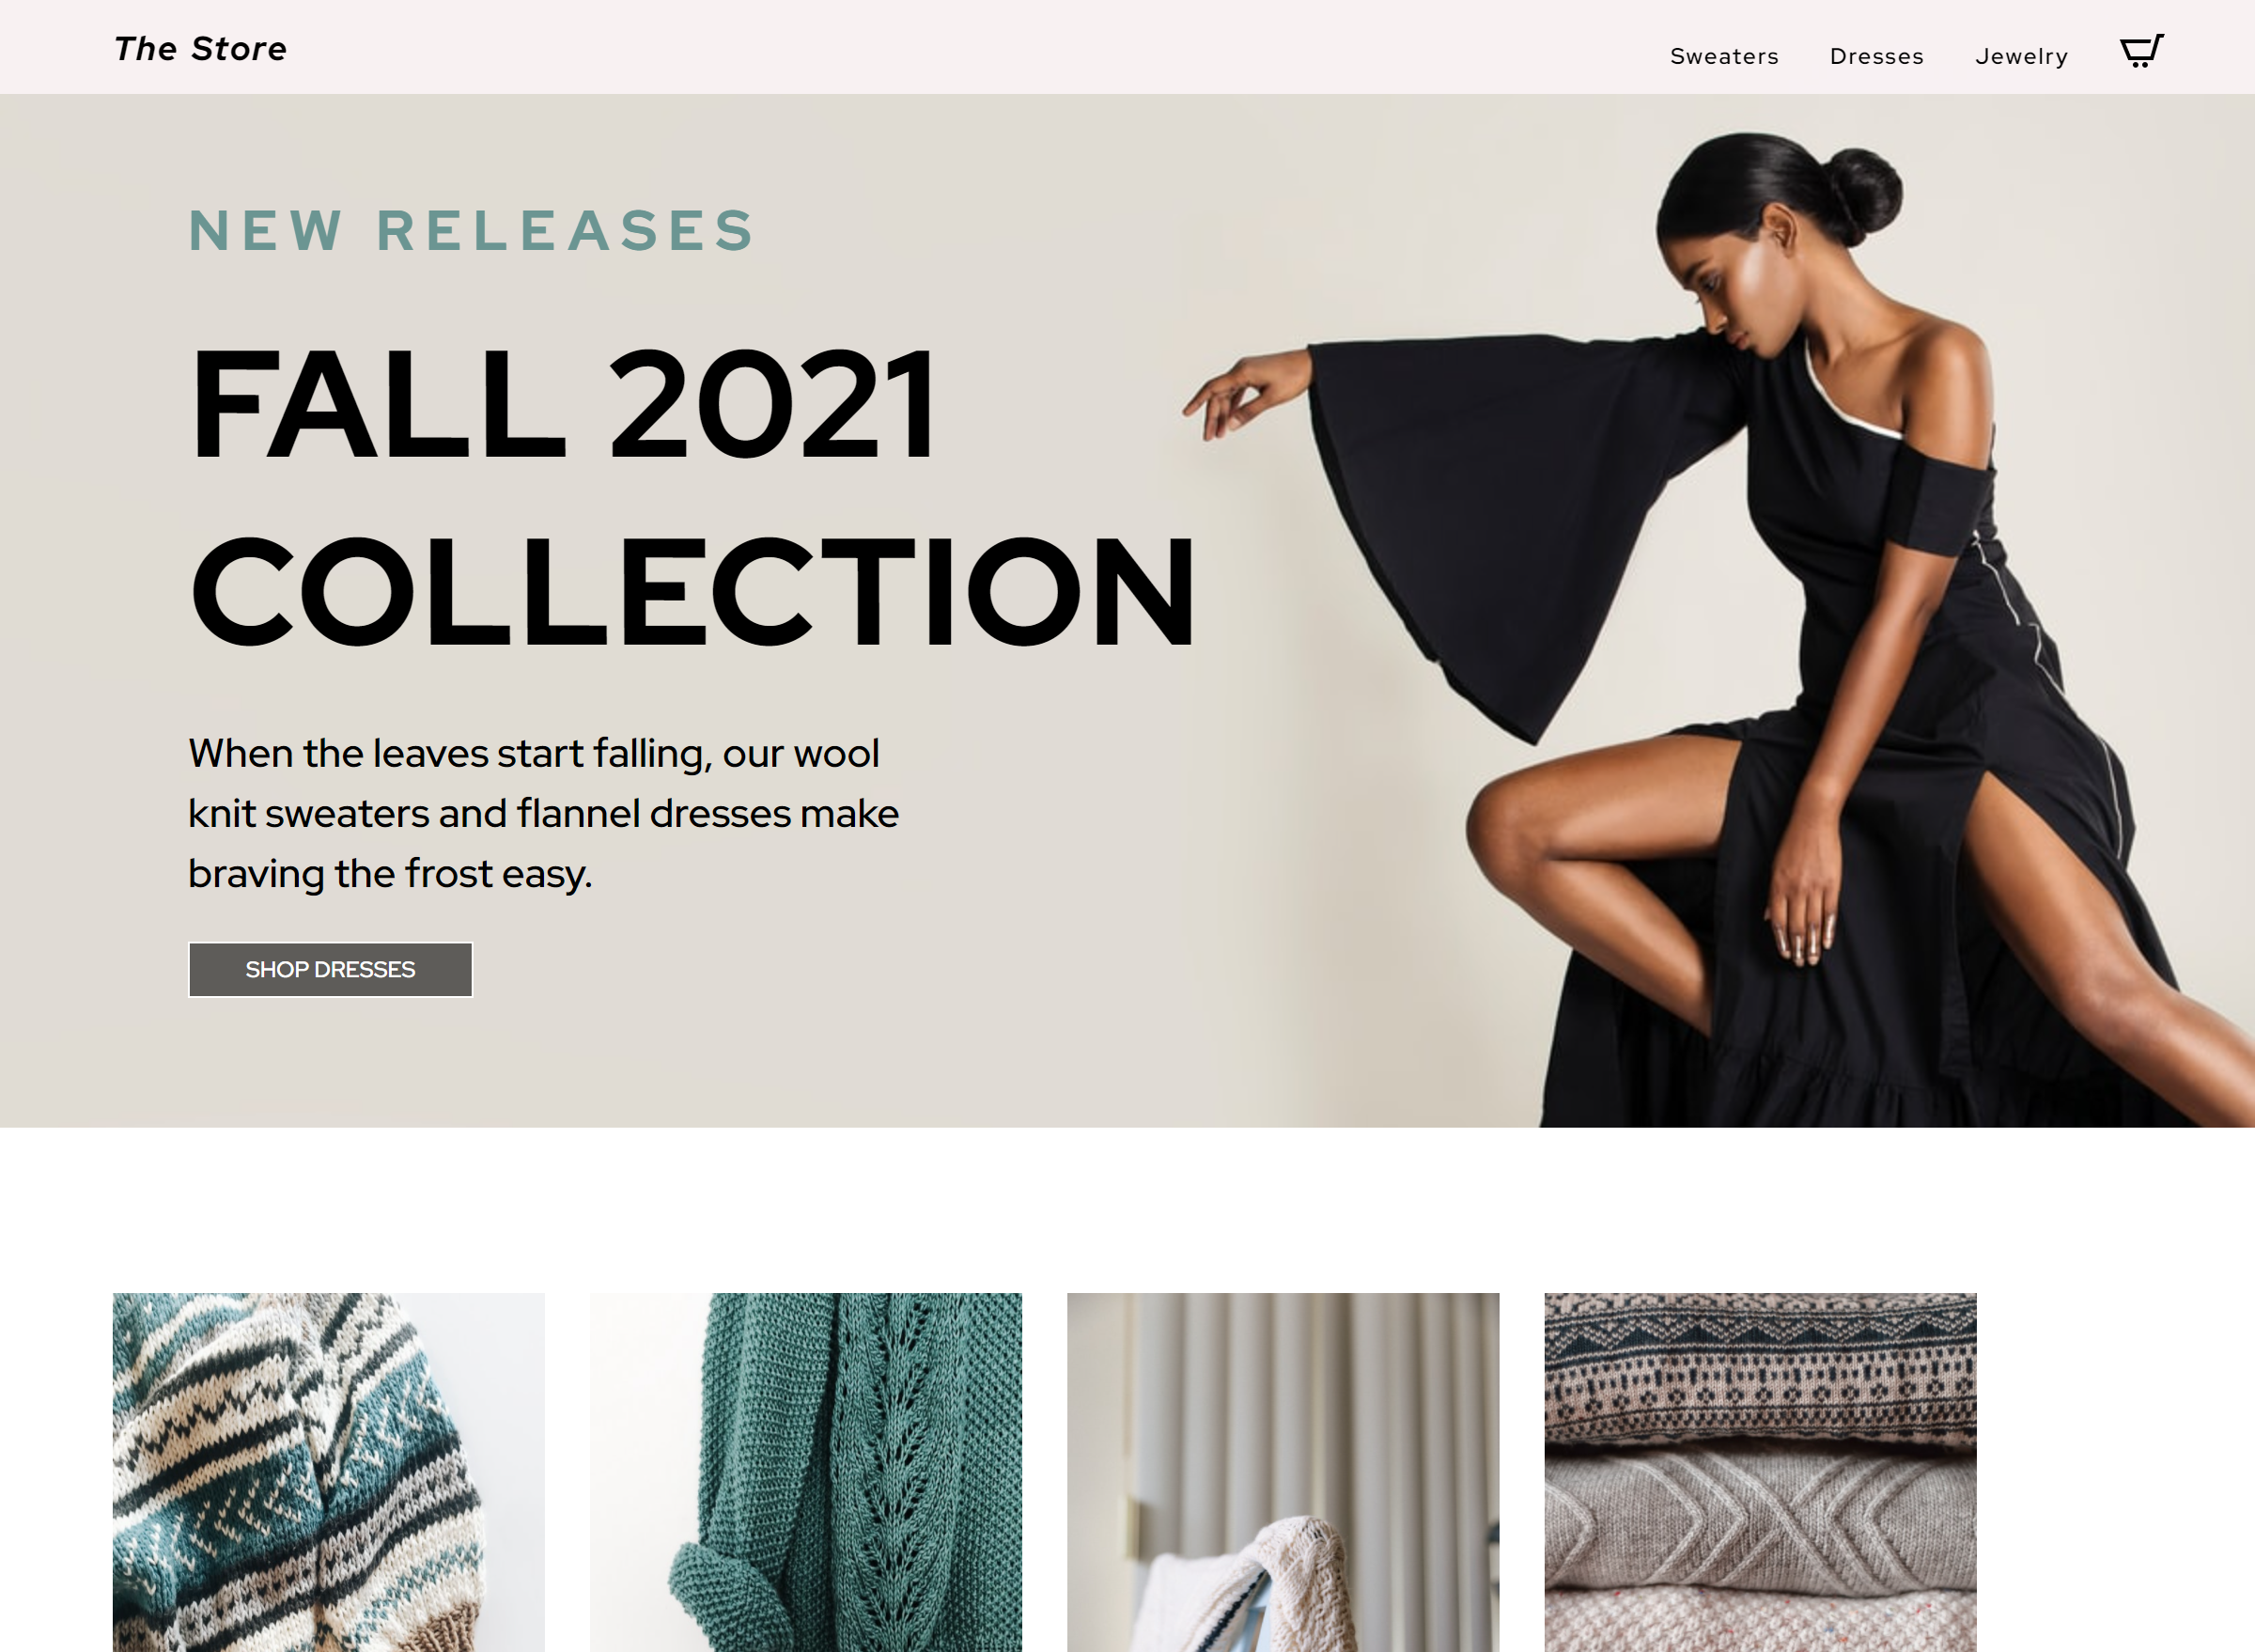 The Store
Sweaters Dresses Jewelry
NEW RELEASES
FALL 2021
COLLECTION
When the leaves start falling, our wool
knit sweaters and flannel dresses make
braving the frost easy.
SHOP DRESSES